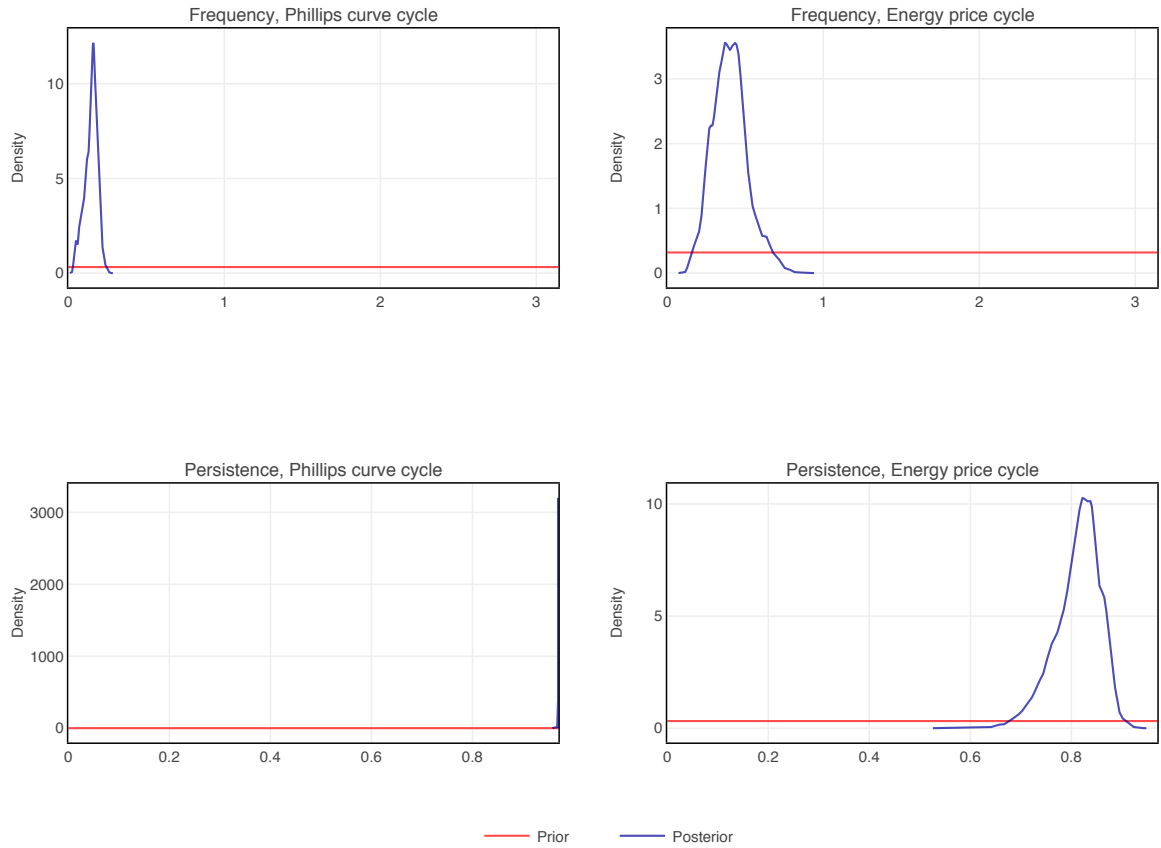 Frequency, Phillips curve cycle
Density
10
5
0
0 1 2 3
Frequency, Energy price cycle
Density
3
2
1
0
0 1 2 3
Persistence, Phillips curve cycle
Density
3000
2000
1000
0
0 0.2 0.4 0.6 0.8
Persistence, Energy price cycle
Density
10
5
0
0 0.2 0.4 0.6 0.8
Prior Posterior